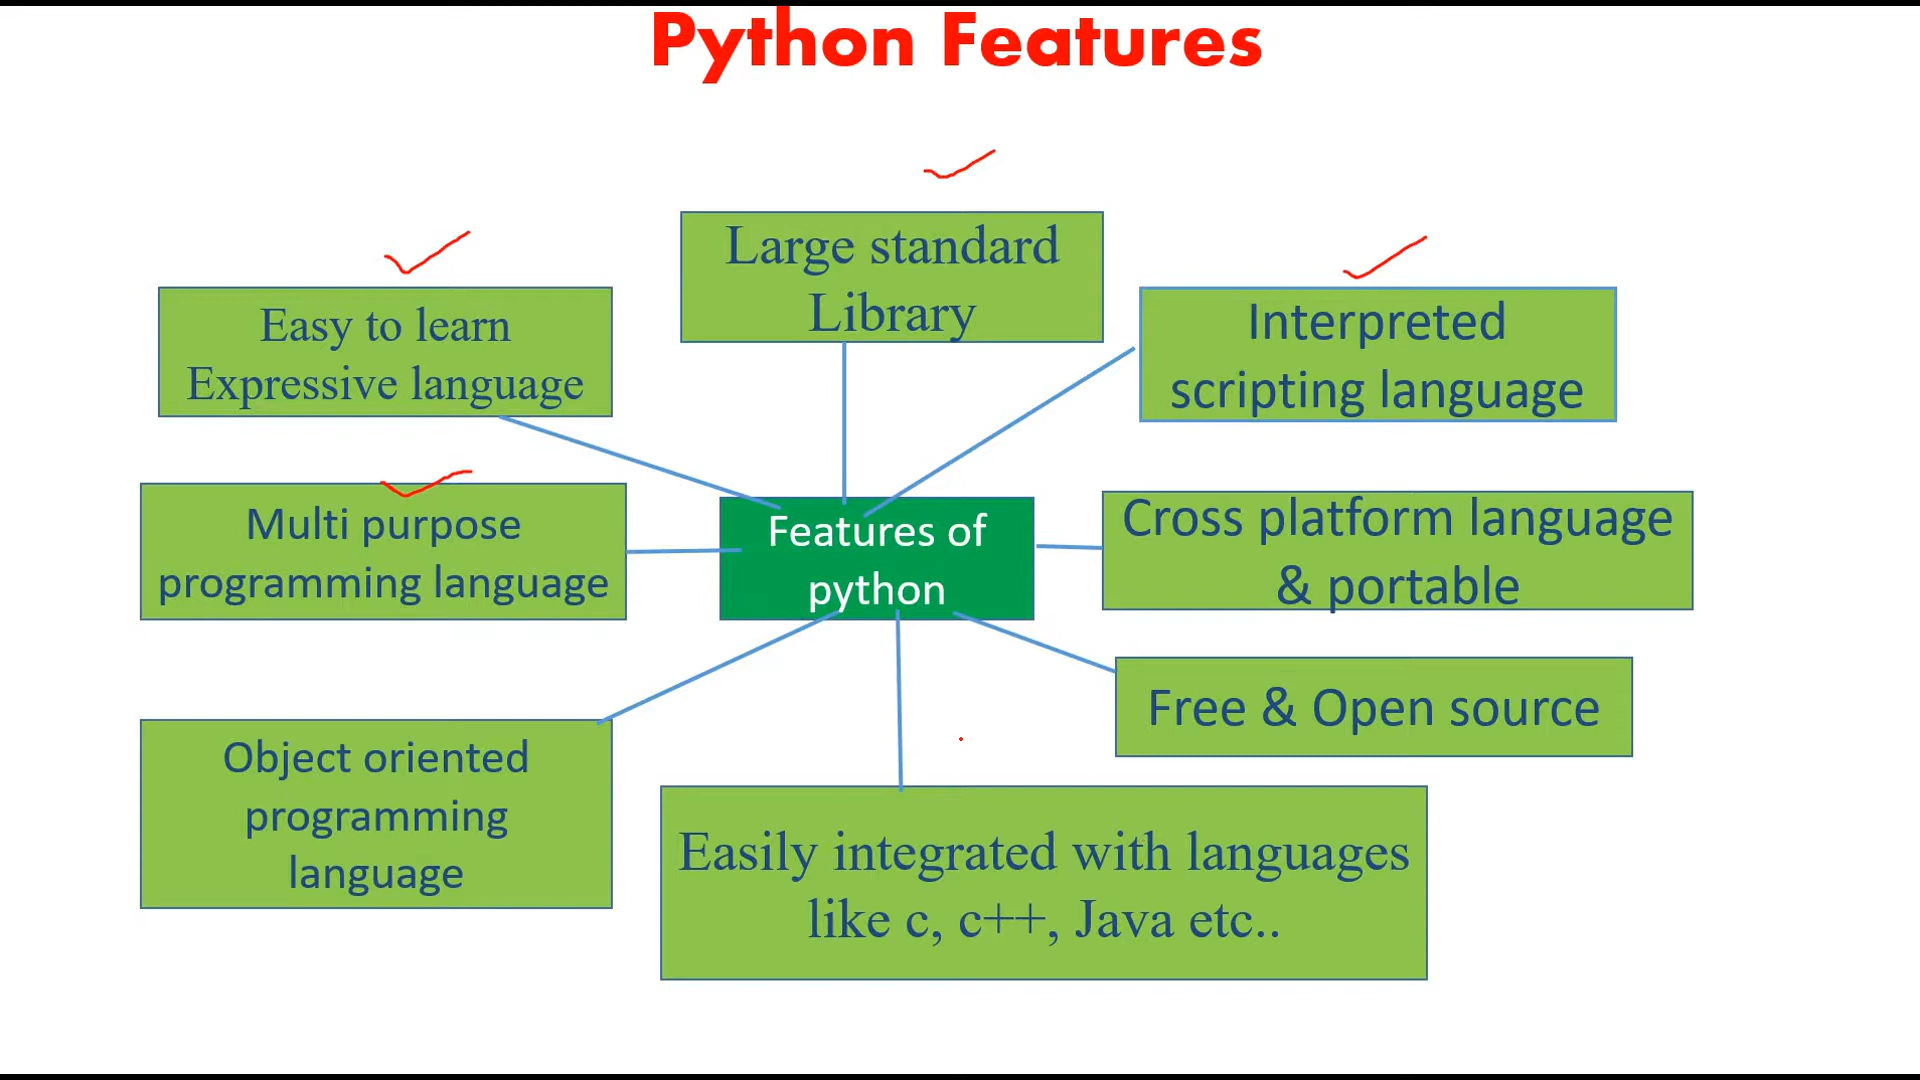 Python Features
Large standard
Library
Easy to learn
Expressive language
Interpreted
scripting language
Multi purpose
programming language
Features of
python
Cross platform language
& portable
Free & Open source
Object oriented
programming
language
Easily integrated with languages
like c, c++, Java etc..